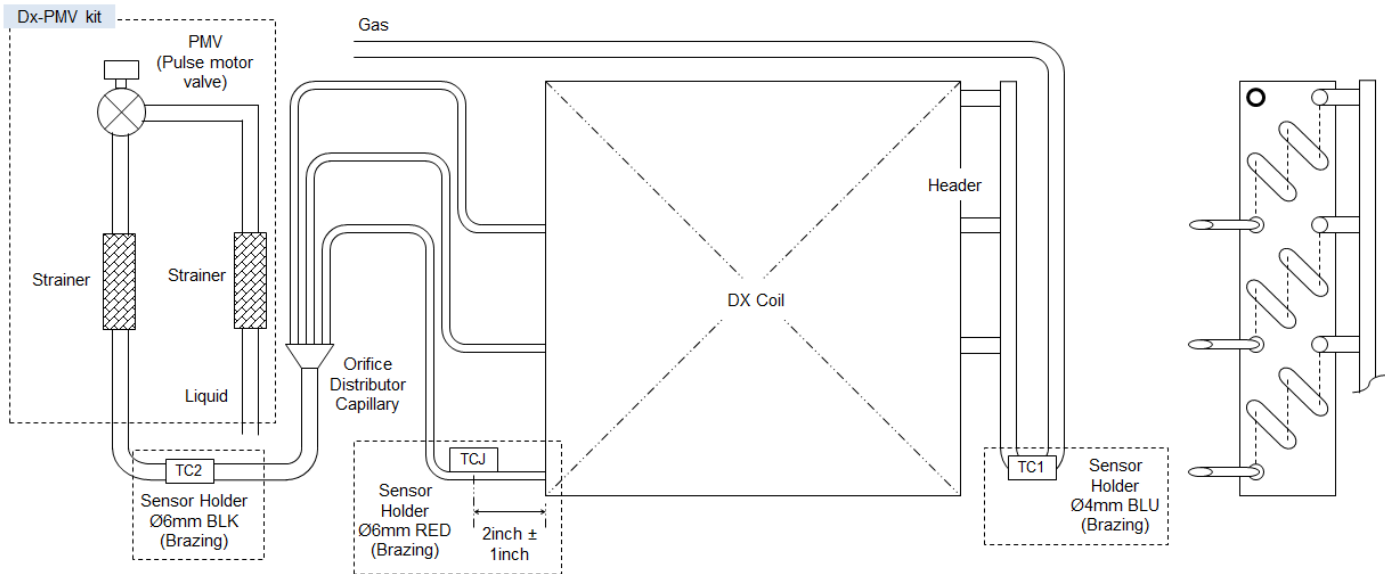 Dx-PMV kit
PMV
(Pulse motor
valve)
Gas
Strainer
Strainer
Liquid
Orifice
Distributor
Capillary
Header
DX Coil
TC2
Sensor Holder
Ø6mm BLK
(Brazing)
TCJ
Sensor
Holder
Ø6mm RED
(Brazing)
2inch ±
1inch
TC1
Sensor
Holder
Ø4mm BLU
(Brazing)